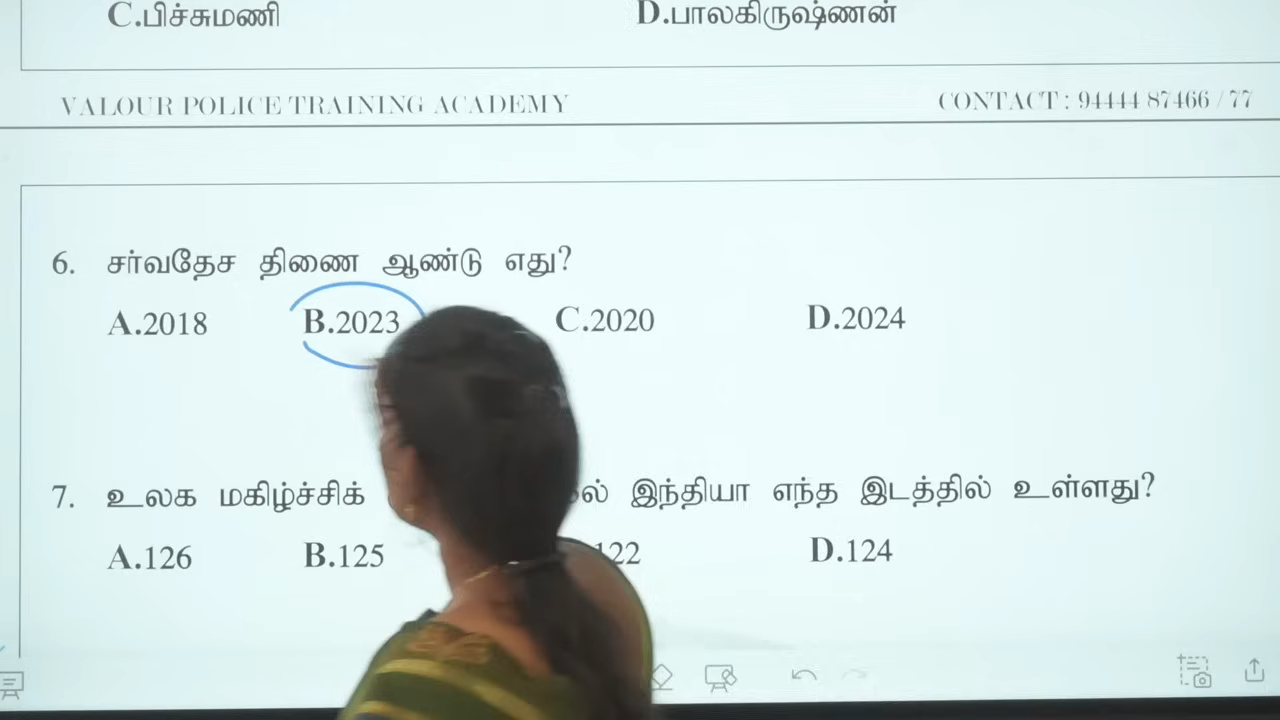 C.பிச்சுமணி D.பாலகிருஷ்ணன்
VALOUR POLICE TRAINING ACADEMY CONTACT : 94444 87466 / 77
6. சர்வதேச திணை ஆண்டு எது?
A.2018 B.2023 C.2020 D.2024
7. உலக மகிழ்ச்சிக் இந்தியா எந்த இடத்தில் உள்ளது?
A.126 B.125 122 D.124